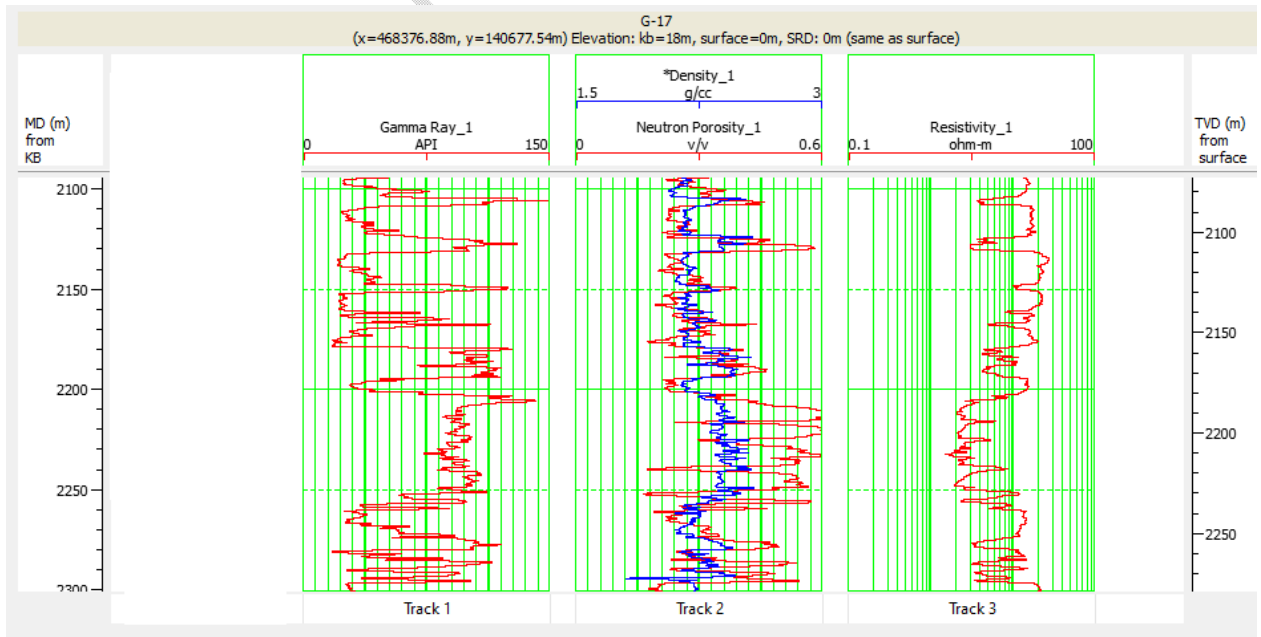 G-17
(x=468376.88m, y=140677.54m) Elevation: kb=18m, surface=0m, SRD: 0m (same as surface)
*Density_1
1.5 g/cc 3
MD (m) from KB
Gamma Ray_1
0 API 150
Neutron Porosity_1
0 v/v 0.6
Resistivity_1
0.1 ohm-m 100
TVD (m) from surface
2100
2150
2200
2250
2300
2100
2150
2200
2250
Track 1
Track 2
Track 3